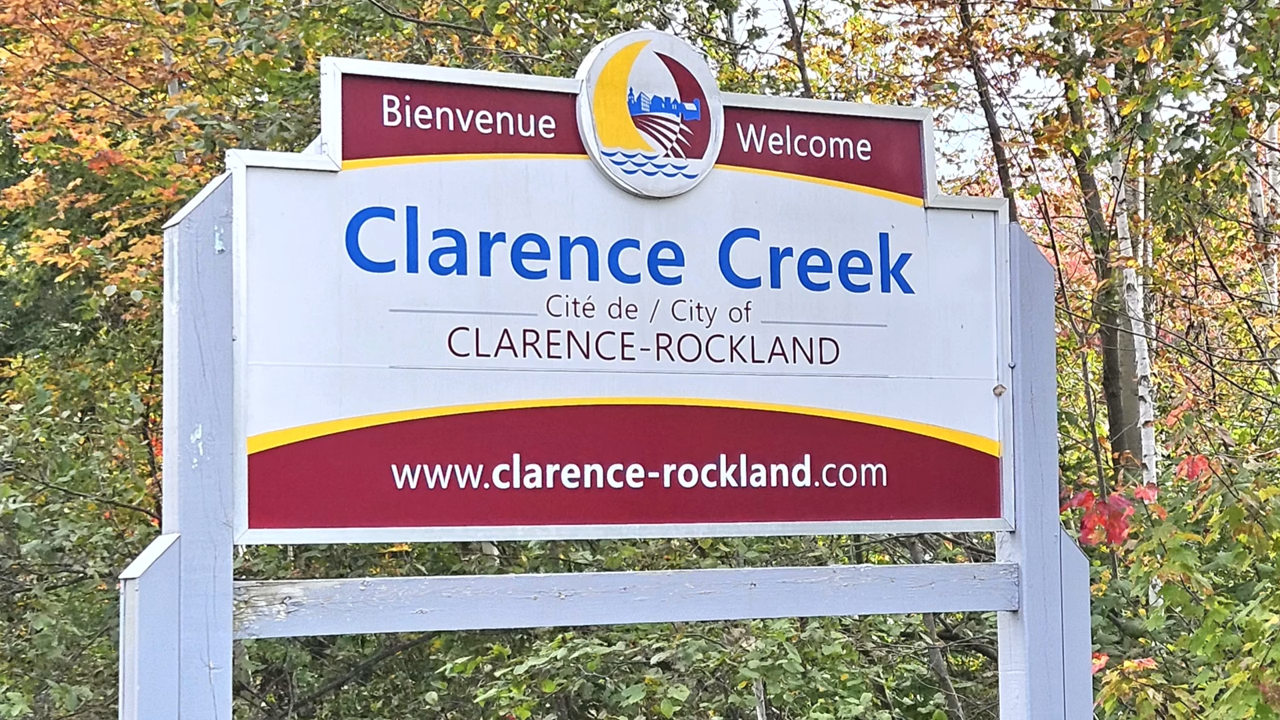 Bienvenue Welcome
Clarence Creek
Cité de / City of
CLARENCE-ROCKLAND
www.clarence-rockland.com